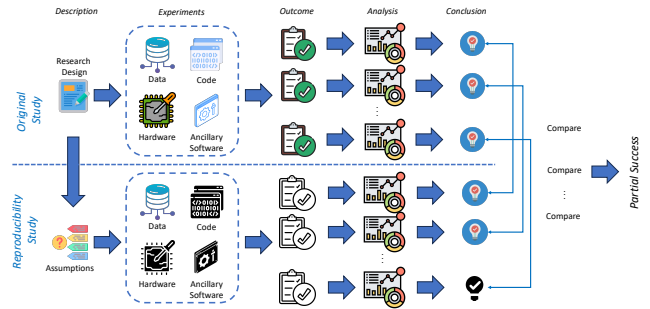 Description
Experiments
Outcome
Analysis
Conclusion
Original
Study
Research
Design
Data
Code
Hardware
Ancillary
Software
...
Compare
Compare
...
Compare
Partial Success
Reproducibility
Study
Assumptions
Data
Code
Hardware
Ancillary
Software
...